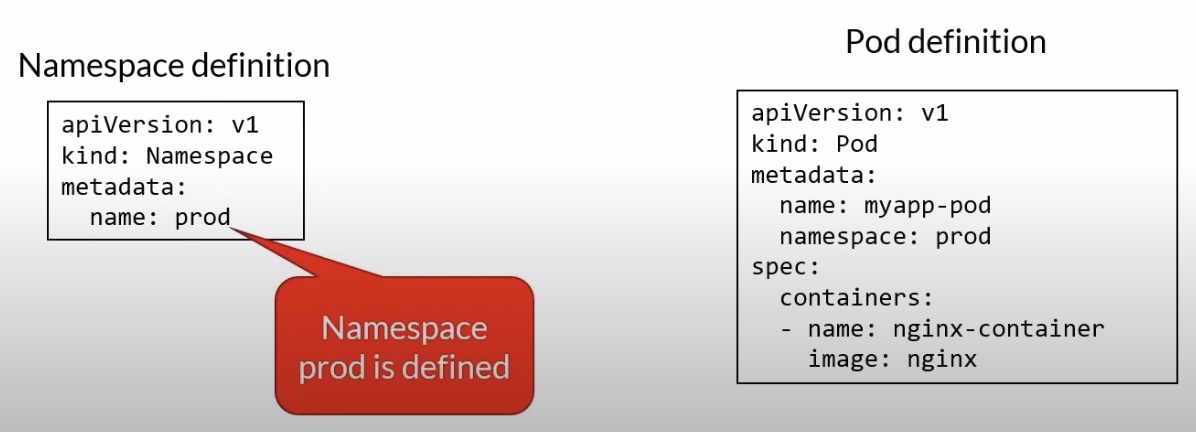 Namespace definition
apiVersion: v1
kind: Namespace
metadata:
  name: prod
Namespace
prod is defined
Pod definition
apiVersion: v1
kind: Pod
metadata:
  name: myapp-pod
  namespace: prod
spec:
  containers:
  - name: nginx-container
    image: nginx